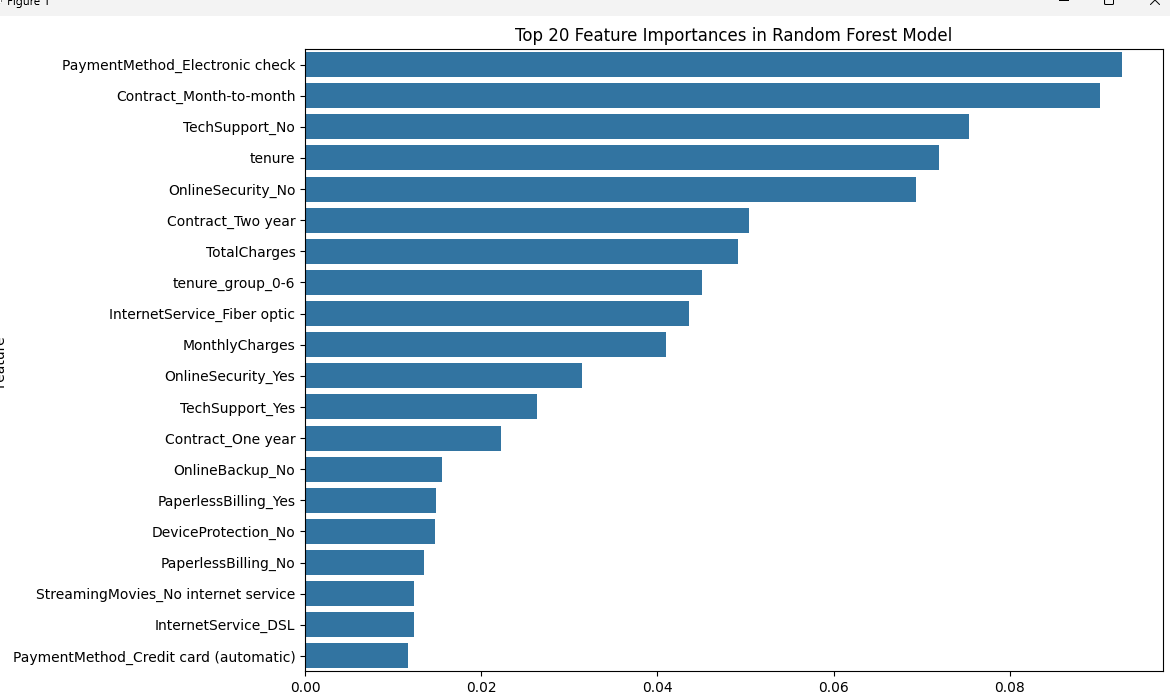 Figure 1
Top 20 Feature Importances in Random Forest Model
PaymentMethod_Electronic check
Contract_Month-to-month
TechSupport_No
tenure
OnlineSecurity_No
Contract_Two year
TotalCharges
tenure_group_0-6
InternetService_Fiber optic
MonthlyCharges
OnlineSecurity_Yes
TechSupport_Yes
Contract_One year
OnlineBackup_No
PaperlessBilling_Yes
DeviceProtection_No
PaperlessBilling_No
StreamingMovies_No internet service
InternetService_DSL
PaymentMethod_Credit card (automatic)
0.00 0.02 0.04 0.06 0.08